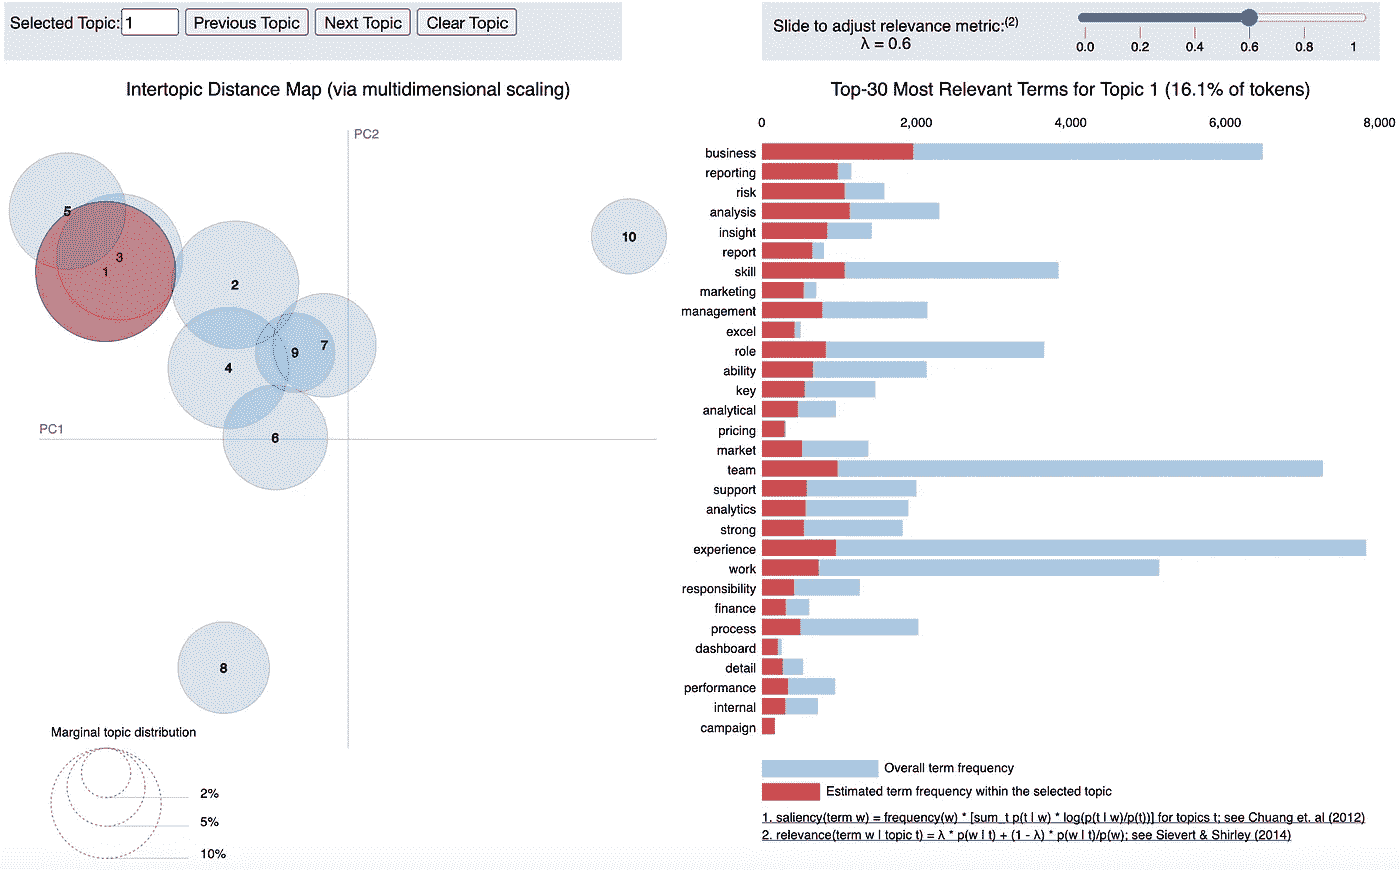 Selected Topic: 1 Previous Topic Next Topic Clear Topic
Slide to adjust relevance metric:(2)
λ = 0.6
0.0 0.2 0.4 0.6 0.8 1
Intertopic Distance Map (via multidimensional scaling)
PC2
PC1
5
3
1
2
10
7
9
4
6
8
Marginal topic distribution
2%
5%
10%
Top-30 Most Relevant Terms for Topic 1 (16.1% of tokens)
0 2,000 4,000 6,000 8,000
business
reporting
risk
analysis
insight
report
skill
marketing
management
excel
role
ability
key
analytical
pricing
market
team
support
analytics
strong
experience
work
responsibility
finance
process
dashboard
detail
performance
internal
campaign
Overall term frequency
Estimated term frequency within the selected topic
1. saliency(term w) = frequency(w) * [sum_t p(t | w) * log(p(t | w)/p(t))] for topics t; see Chuang et. al (2012)
2. relevance(term w | topic t) = λ * p(w | t) + (1 - λ) * p(w | t)/p(w); see Sievert & Shirley (2014)